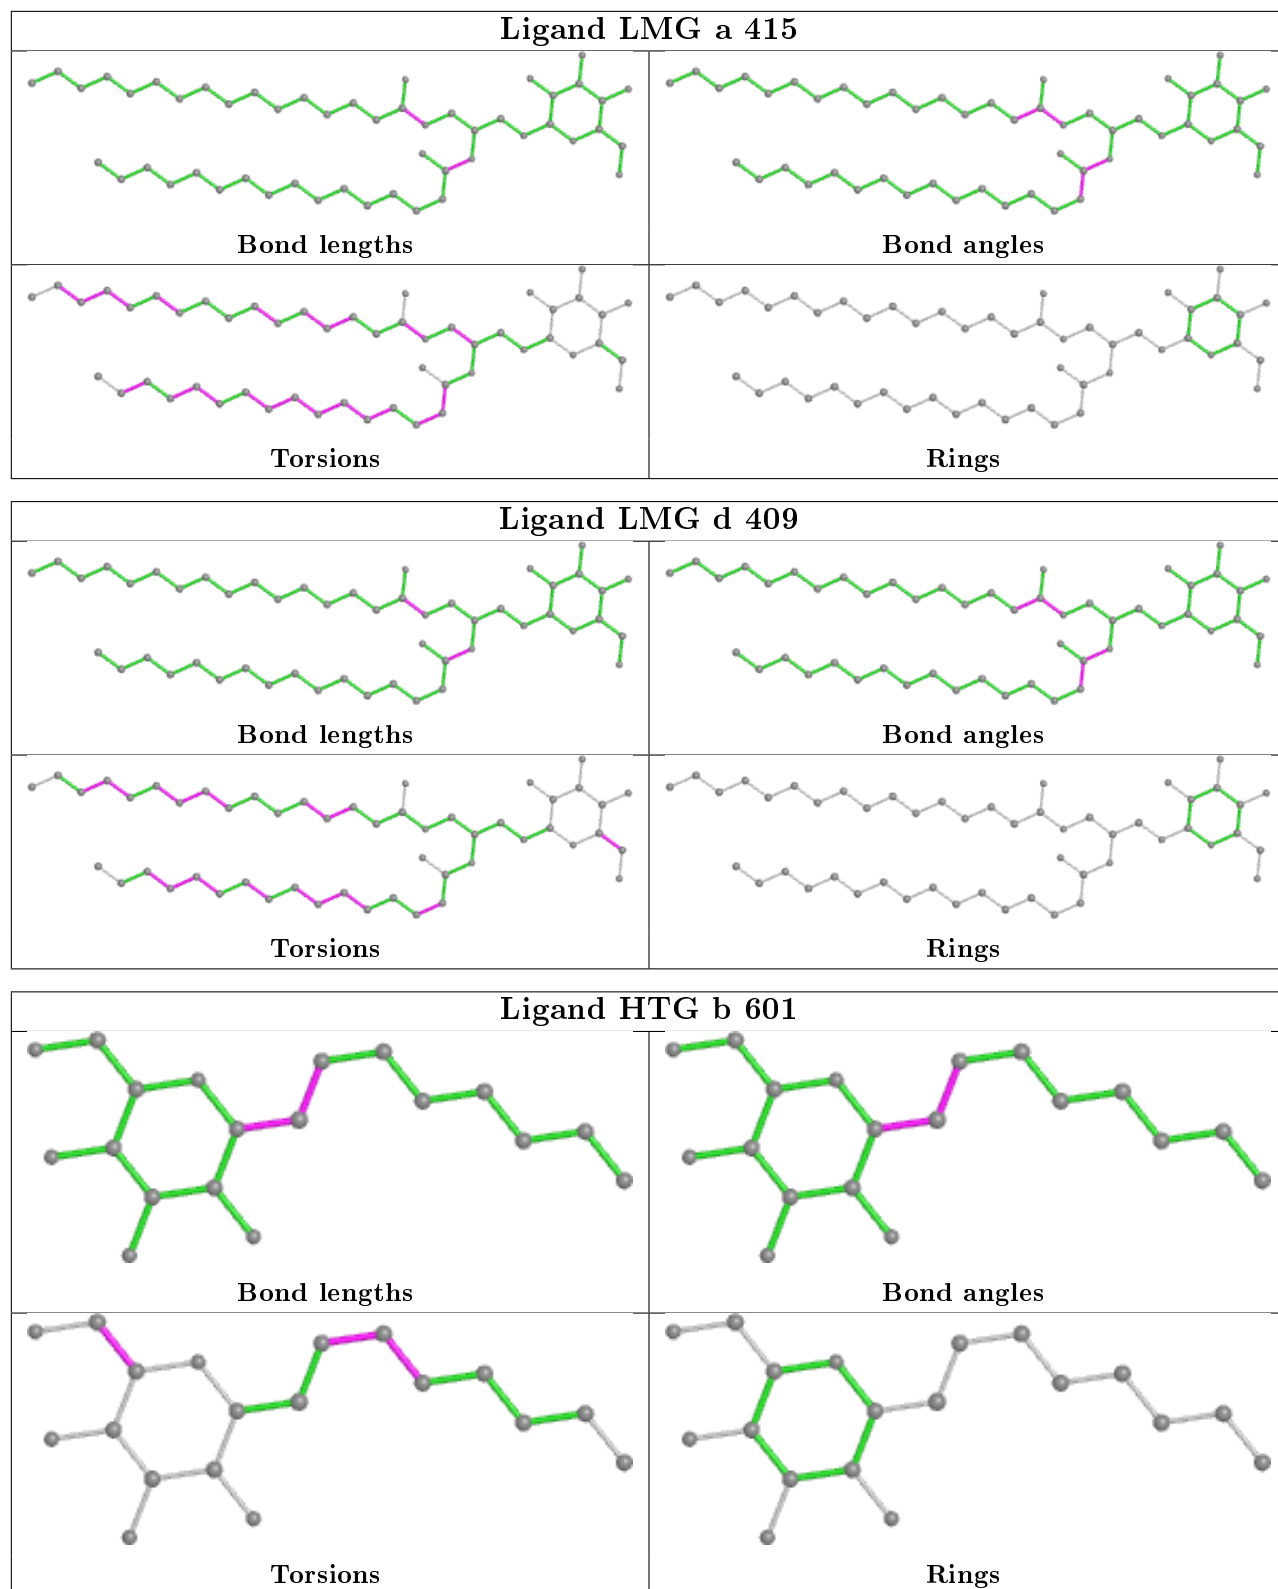 Ligand LMG a 415
Bond lengths
Bond angles
Torsions
Rings
Ligand LMG d 409
Bond lengths
Bond angles
Torsions
Rings
Ligand HTG b 601
Bond lengths
Bond angles
Torsions
Rings